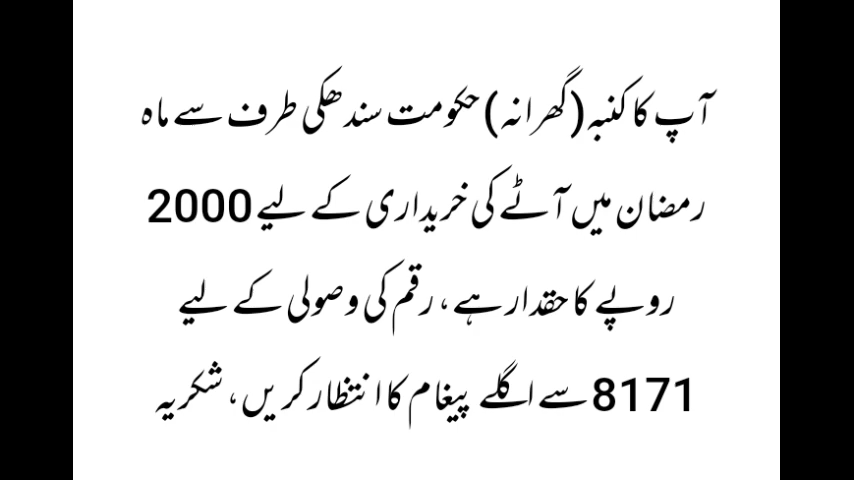 آپ کا کنبہ (گھرانہ) حکومت سندھ کی طرف سے ماہ
رمضان میں آٹے کی خریداری کے لیے 2000
روپے کا حقدار ہے، رقم کی وصولی کے لیے
8171 سے اگلے پیغام کا انتظار کریں، شکریہ